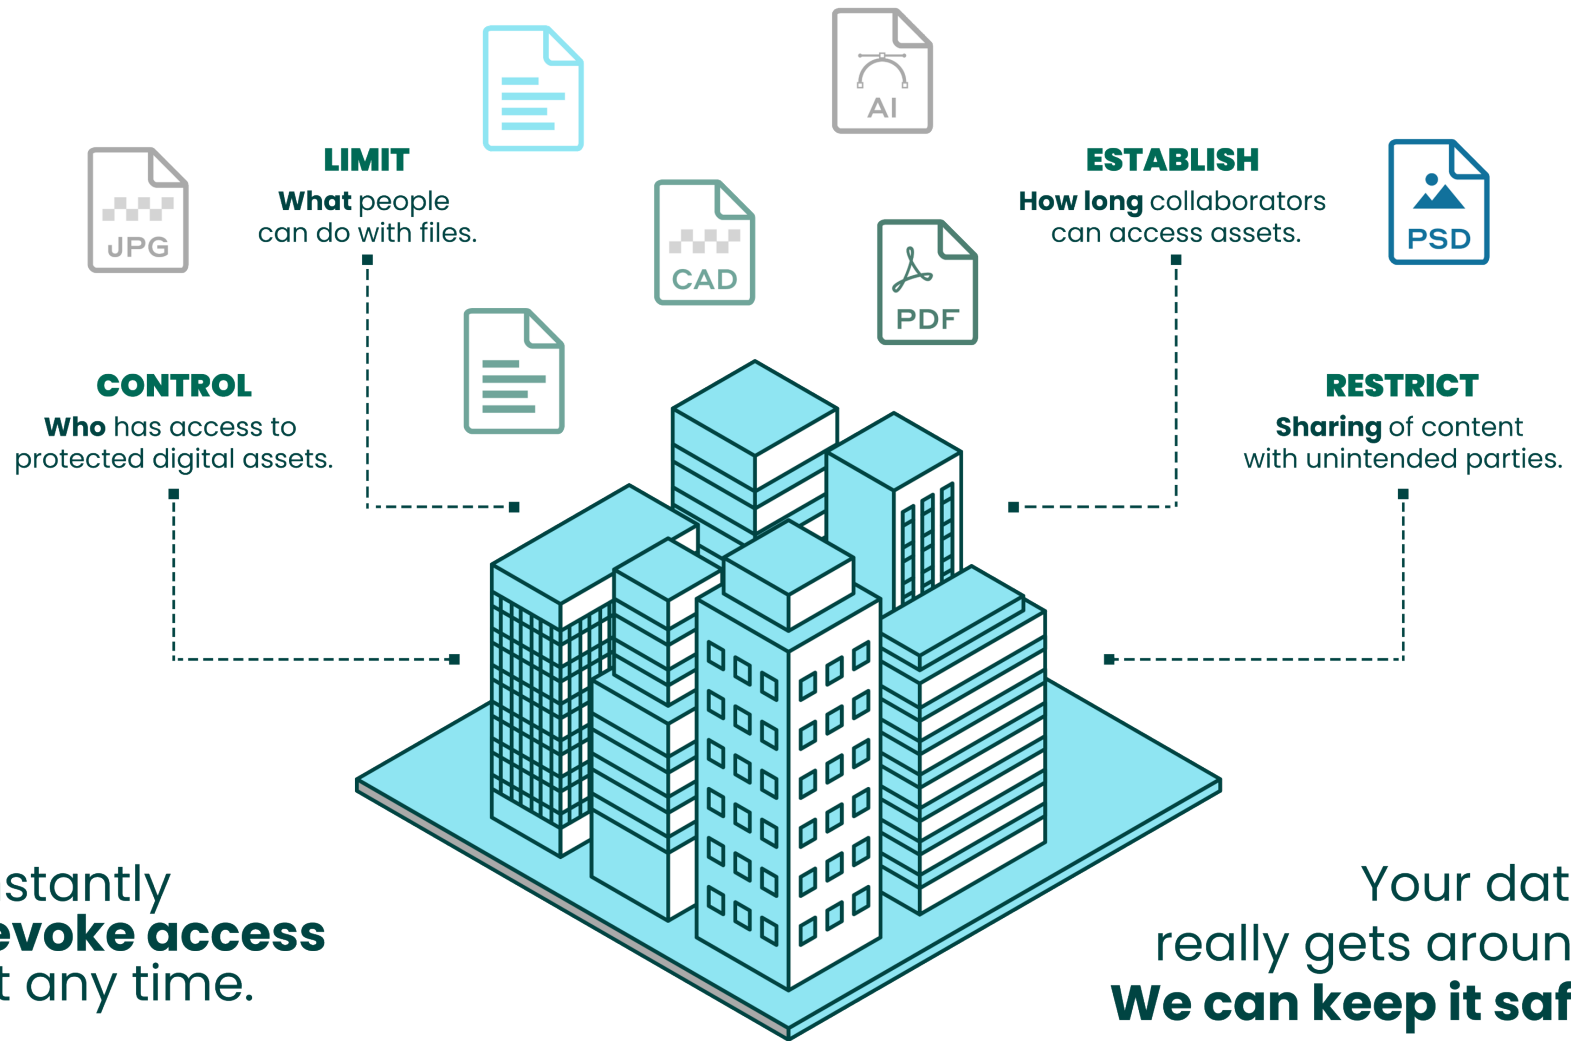 AI
LIMIT
What people
can do with files.
ESTABLISH
How long collaborators
can access assets.
JPG
CAD
PSD
PDF
CONTROL
Who has access to
protected digital assets.
RESTRICT
Sharing of content
with unintended parties.
nstantly
evoke access
t any time.
Your dat
really gets aroun
We can keep it saf